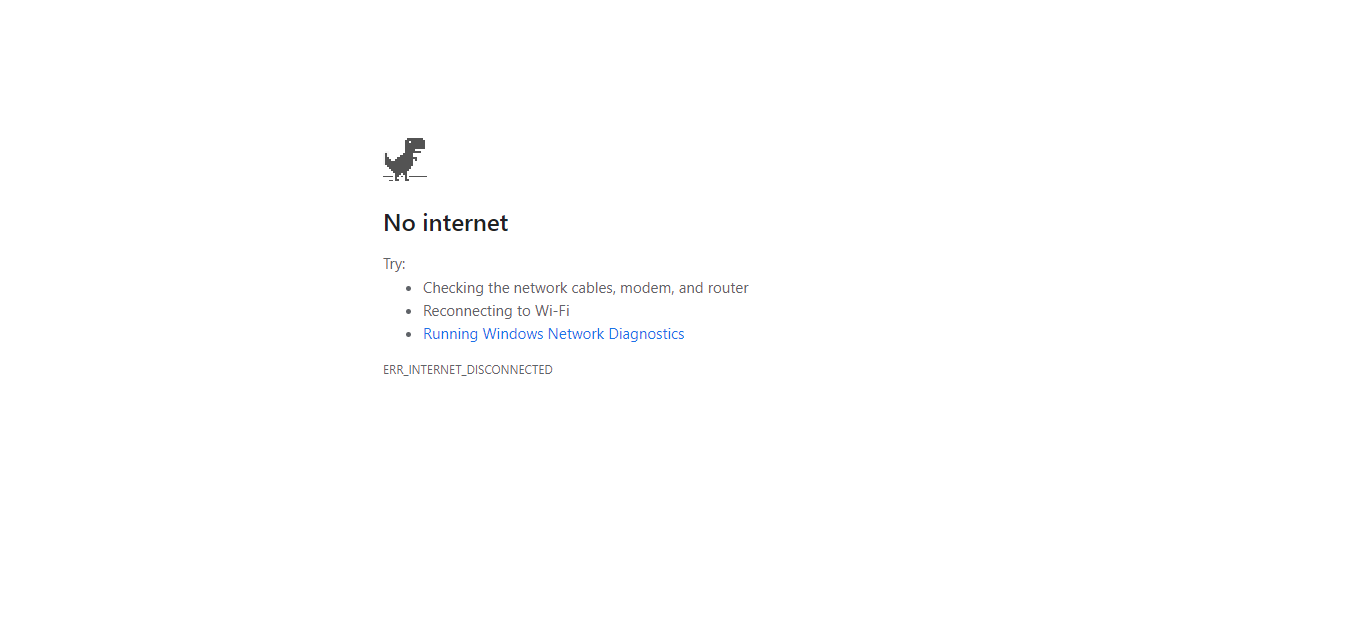 No internet
Try:
Checking the network cables, modem, and router
Reconnecting to Wi-Fi
Running Windows Network Diagnostics
ERR_INTERNET_DISCONNECTED